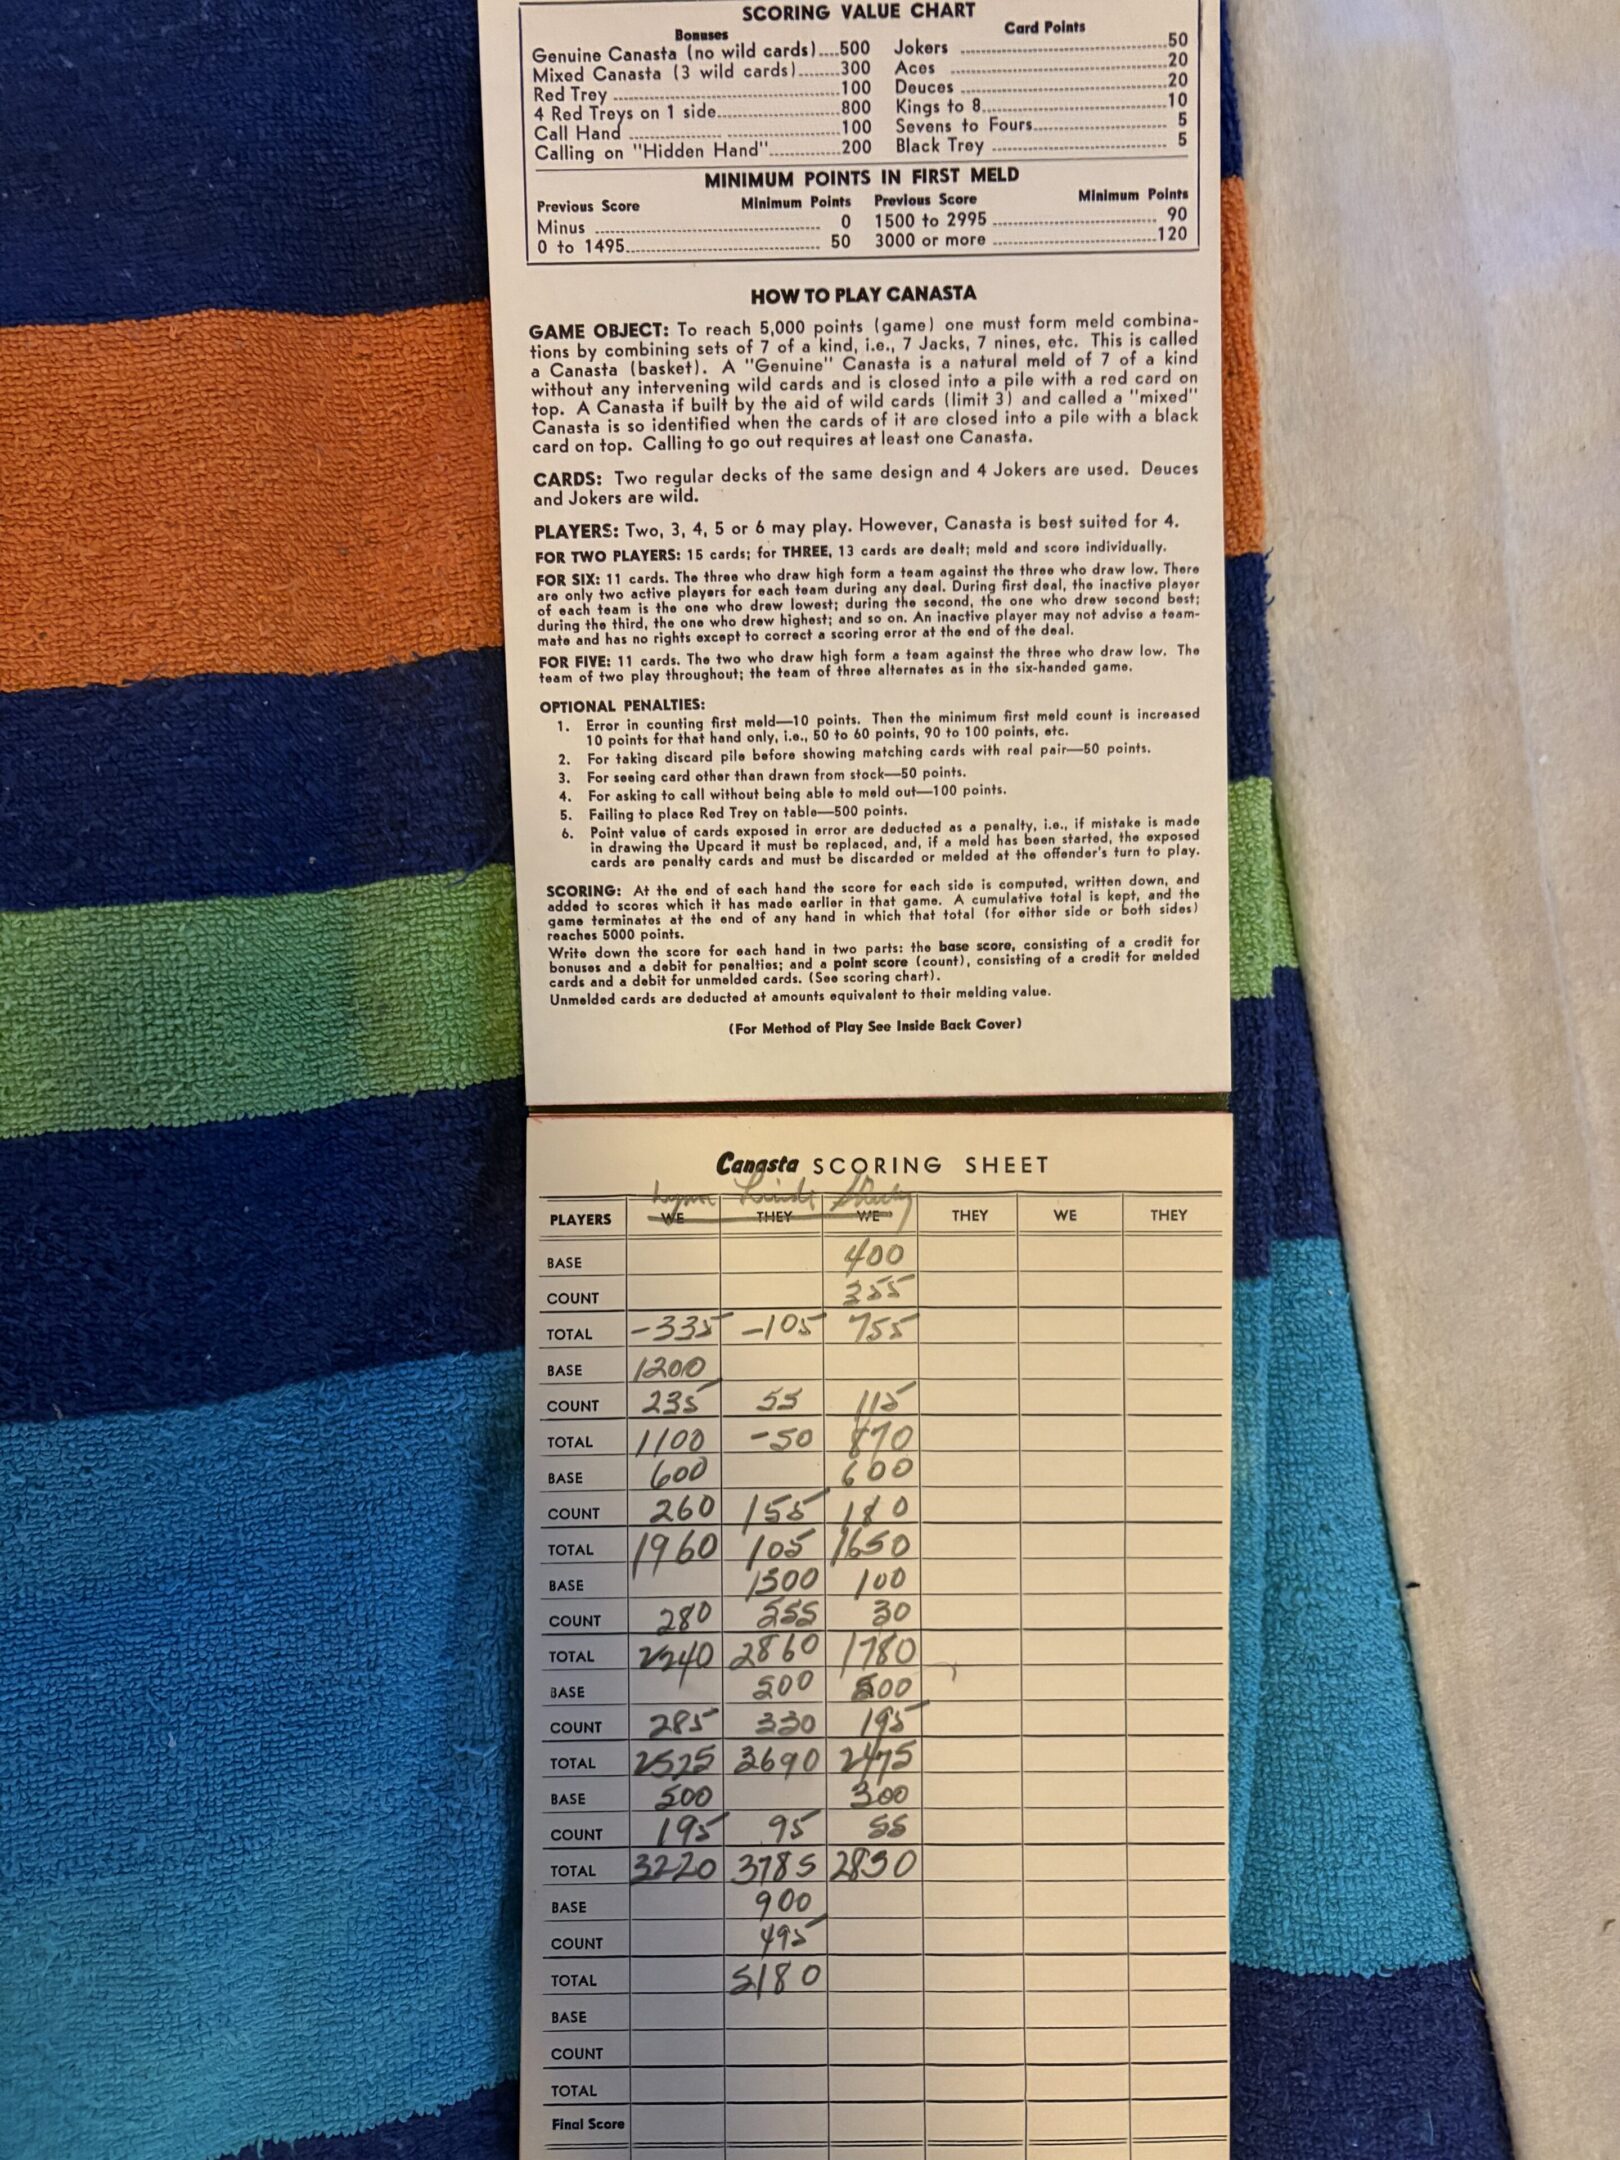 SCORING VALUE CHART
Bonuses Card Points
Genuine Canasta (no wild cards)....500 Jokers ..........50
Mixed Canasta (3 wild cards)........300 Aces ..........20
Red Trey ..........100 Deuces ..........20
4 Red Treys on 1 side..........800 Kings to 8..........10
Call Hand ..........100 Sevens to Fours.......... 5
Calling on "Hidden Hand"..........200 Black Trey .......... 5
MINIMUM POINTS IN FIRST MELD
Previous Score Minimum Points Previous Score Minimum Points
Minus .......... 0 1500 to 2995 .......... 90
0 to 1495.......... 50 3000 or more ..........120
HOW TO PLAY CANASTA
GAME OBJECT: To reach 5,000 points (game) one must form meld combina-
tions by combining sets of 7 of a kind, i.e., 7 Jacks, 7 nines, etc. This is called
a Canasta (basket). A "Genuine" Canasta is a natural meld of 7 of a kind
without any intervening wild cards and is closed into a pile with a red card on
top. A Canasta if built by the aid of wild cards (limit 3) and called a "mixed"
Canasta is so identified when the cards of it are closed into a pile with a black
card on top. Calling to go out requires at least one Canasta.
CARDS: Two regular decks of the same design and 4 Jokers are used. Deuces
and Jokers are wild.
PLAYERS: Two, 3, 4, 5 or 6 may play. However, Canasta is best suited for 4.
FOR TWO PLAYERS: 15 cards; for THREE, 13 cards are dealt; meld and score individually.
FOR SIX: 11 cards. The three who draw high form a team against the three who draw low. There
are only two active players for each team during any deal. During first deal, the inactive player
of each team is the one who drew lowest; during the second, the one who drew second best;
during the third, the one who drew highest; and so on. An inactive player may not advise a team-
mate and has no rights except to correct a scoring error at the end of the deal.
FOR FIVE: 11 cards. The two who draw high form a team against the three who draw low. The
team of two play throughout; the team of three alternates as in the six-handed game.
OPTIONAL PENALTIES:
1. Error in counting first meld—10 points. Then the minimum first meld count is increased
10 points for that hand only, i.e., 50 to 60 points, 90 to 100 points, etc.
2. For taking discard pile before showing matching cards with real pair—50 points.
3. For seeing card other than drawn from stock—50 points.
4. For asking to call without being able to meld out—100 points.
5. Failing to place Red Trey on table—500 points.
6. Point value of cards exposed in error are deducted as a penalty, i.e., if mistake is made
in drawing the Upcard it must be replaced, and, if a meld has been started, the exposed
cards are penalty cards and must be discarded or melded at the offender's turn to play.
SCORING: At the end of each hand the score for each side is computed, written down, and
added to scores which it has made earlier in that game. A cumulative total is kept, and the
game terminates at the end of any hand in which that total (for either side or both sides)
reaches 5000 points.
Write down the score for each hand in two parts: the base score, consisting of a credit for
bonuses and a debit for penalties; and a point score (count), consisting of a credit for melded
cards and a debit for unmelded cards. (See scoring chart).
Unmelded cards are deducted at amounts equivalent to their melding value.
(For Method of Play See Inside Back Cover)
Canasta SCORING SHEET
Lynn
PLAYERS WE THEY WE THEY WE THEY
BASE 400
COUNT 355
TOTAL -335 -105 755
BASE 1200
COUNT 235 55 115
TOTAL 1100 -50 870
BASE 600 600
COUNT 260 155 180
TOTAL 1960 105 1650
BASE 100
COUNT 280 30
TOTAL 2240 2860 1780
BASE 500 500
COUNT 285 330 195
TOTAL 2525 3690 2475
BASE 500 300
COUNT 195 95 55
TOTAL 3220 3785 2830
BASE 900
COUNT 495
TOTAL 5180
BASE
COUNT
TOTAL
Final Score